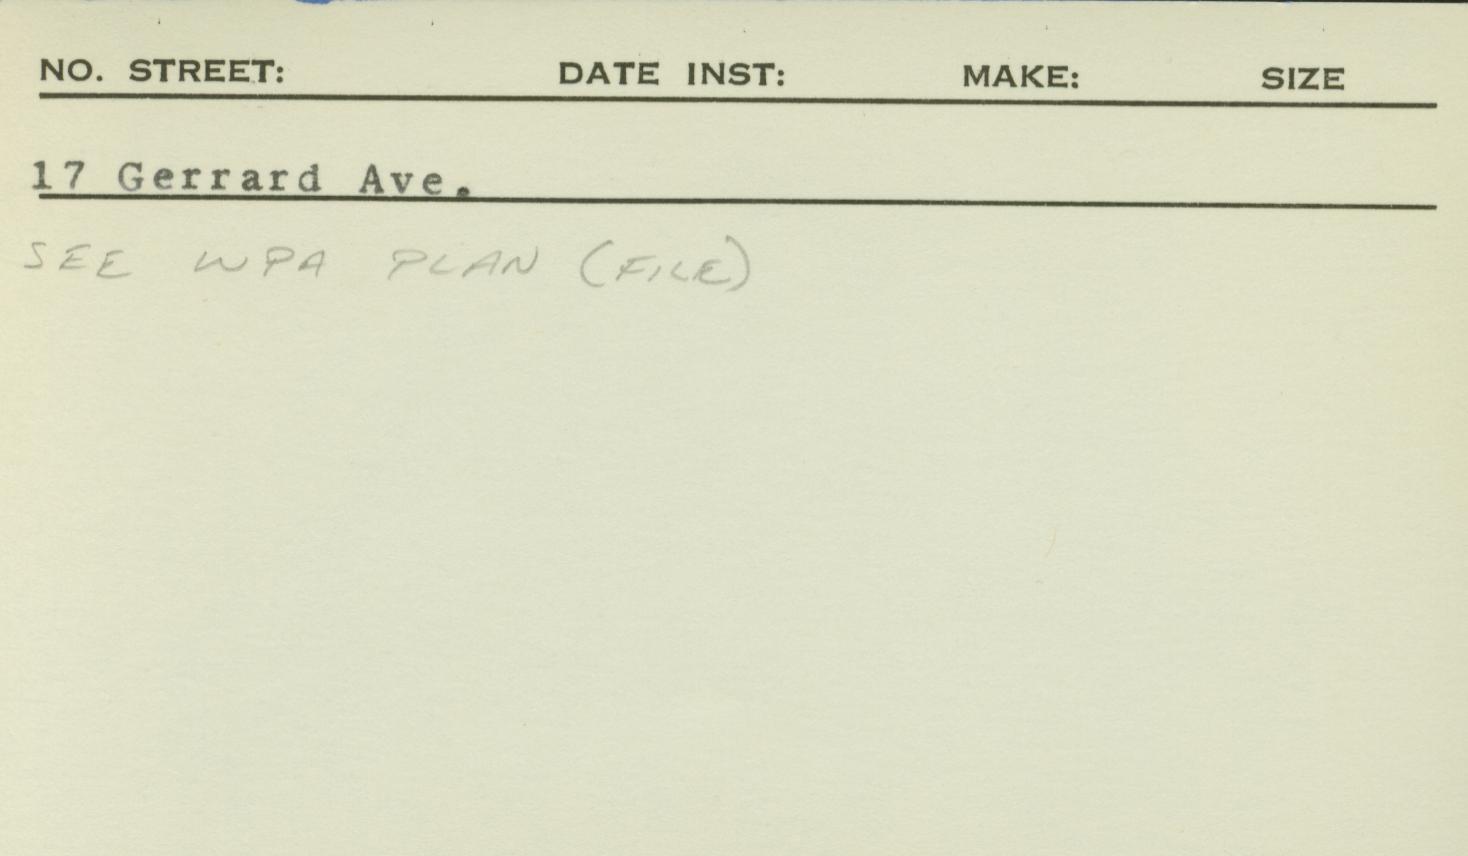 NO. STREET: DATE INST: MAKE: SIZE
17 Gerrard Ave.
SEE WPA PLAN (FILE)